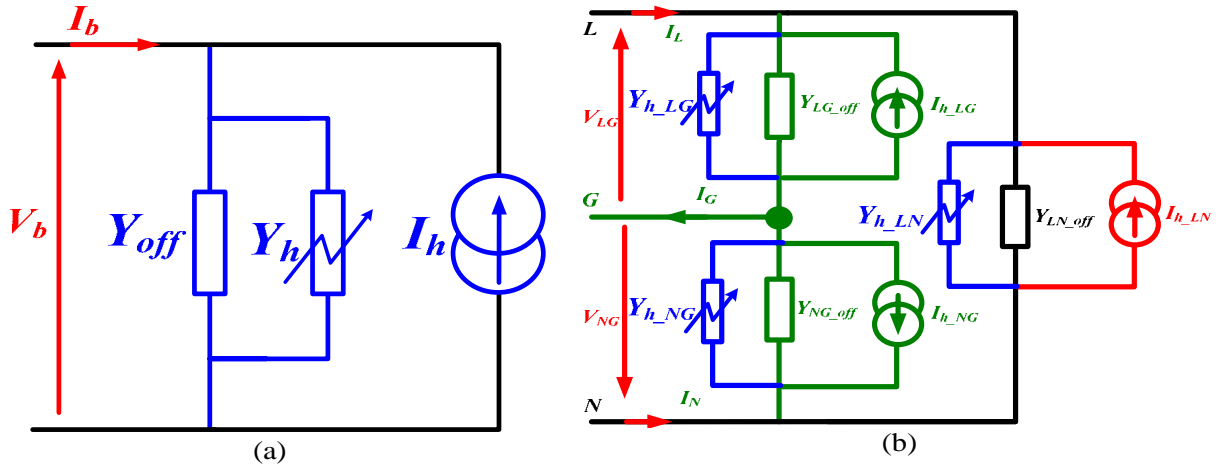 I_b
V_b
Y_off
Y_h
I_h
(a)
L
I_L
Y_h_LG
Y_LG_off
I_h_LG
V_LG
G
I_G
Y_h_LN
Y_LN_off
I_h_LN
V_NG
Y_h_NG
Y_NG_off
I_h_NG
N
I_N
(b)